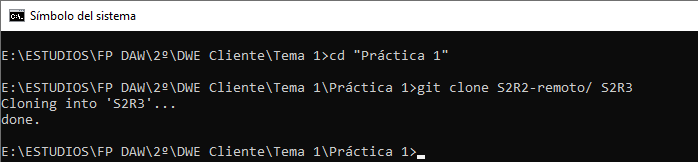 Símbolo del sistema
E:\ESTUDIOS\FP DAW\2º\DWE Cliente\Tema 1>cd "Práctica 1"
E:\ESTUDIOS\FP DAW\2º\DWE Cliente\Tema 1\Práctica 1>git clone S2R2-remoto/ S2R3
Cloning into 'S2R3'...
done.
E:\ESTUDIOS\FP DAW\2º\DWE Cliente\Tema 1\Práctica 1>